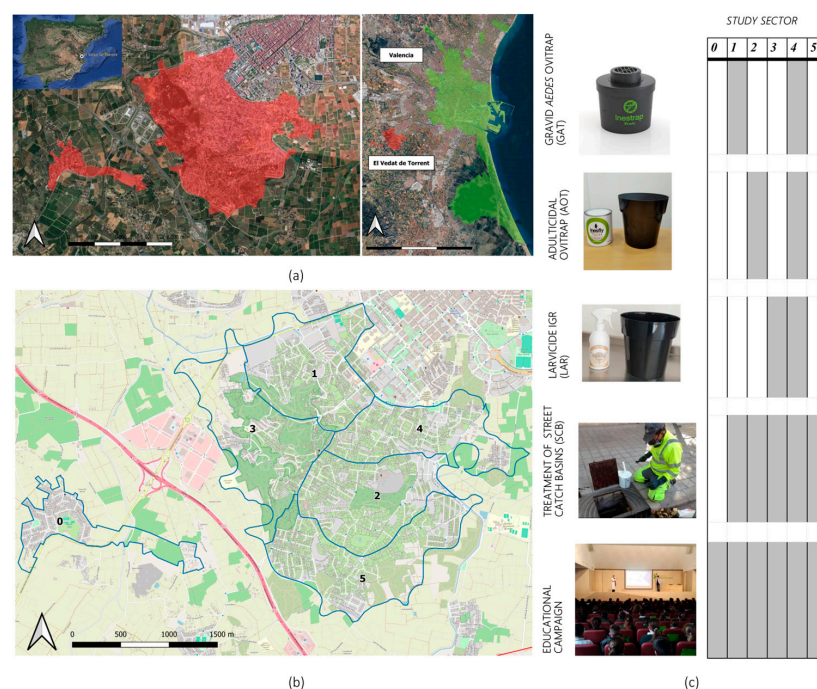 Valencia
El Vedat de Torrent
(a)
1
3
4
2
0
5
0 500 1000 1500 m
(b)
STUDY SECTOR
0 1 2 3 4 5
GRAVID AEDES OVITRAP
(GAT)
Inestrap
ADULTICIDAL
OVITRAP (AOT)
LARVICIDE IGR
(LAR)
TREATMENT OF STREET
CATCH BASINS (SCB)
EDUCATIONAL
CAMPAIGN
(c)